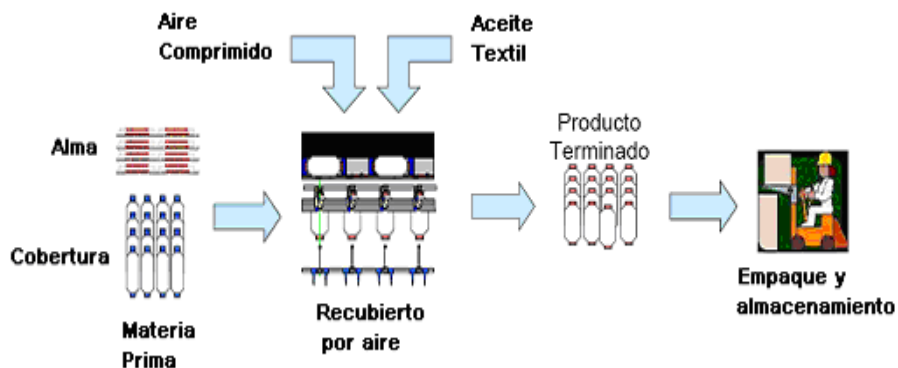 Aire
Comprimido
Aceite
Textil
Alma
Cobertura
Materia
Prima
Recubierto
por aire
Producto
Terminado
Empaque y
almacenamiento